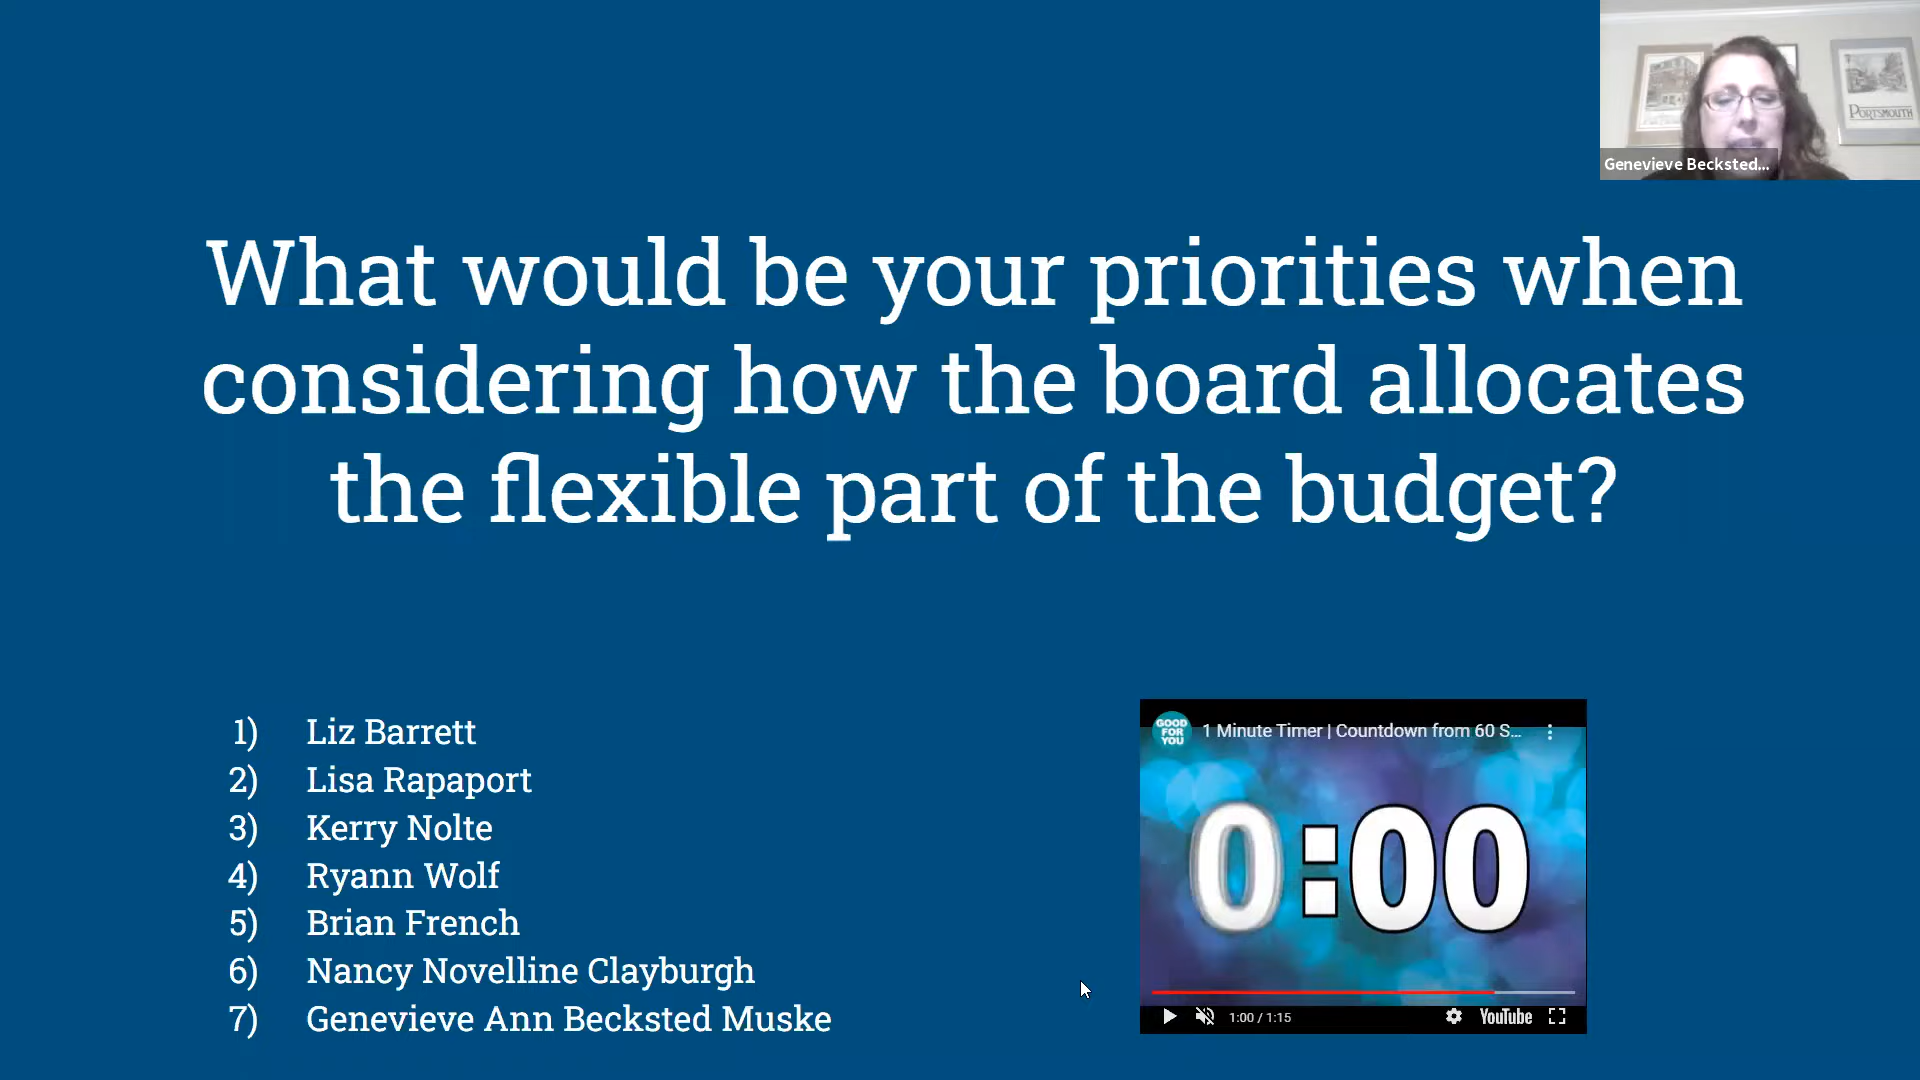 PORTSMOUTH
Genevieve Becksted...
What would be your priorities when
considering how the board allocates
the flexible part of the budget?
1) Liz Barrett
2) Lisa Rapaport
3) Kerry Nolte
4) Ryann Wolf
5) Brian French
6) Nancy Novelline Clayburgh
7) Genevieve Ann Becksted Muske
GOOD
FOR
YOU
1 Minute Timer | Countdown from 60 S...
0:00
1:00 / 1:15
YouTube